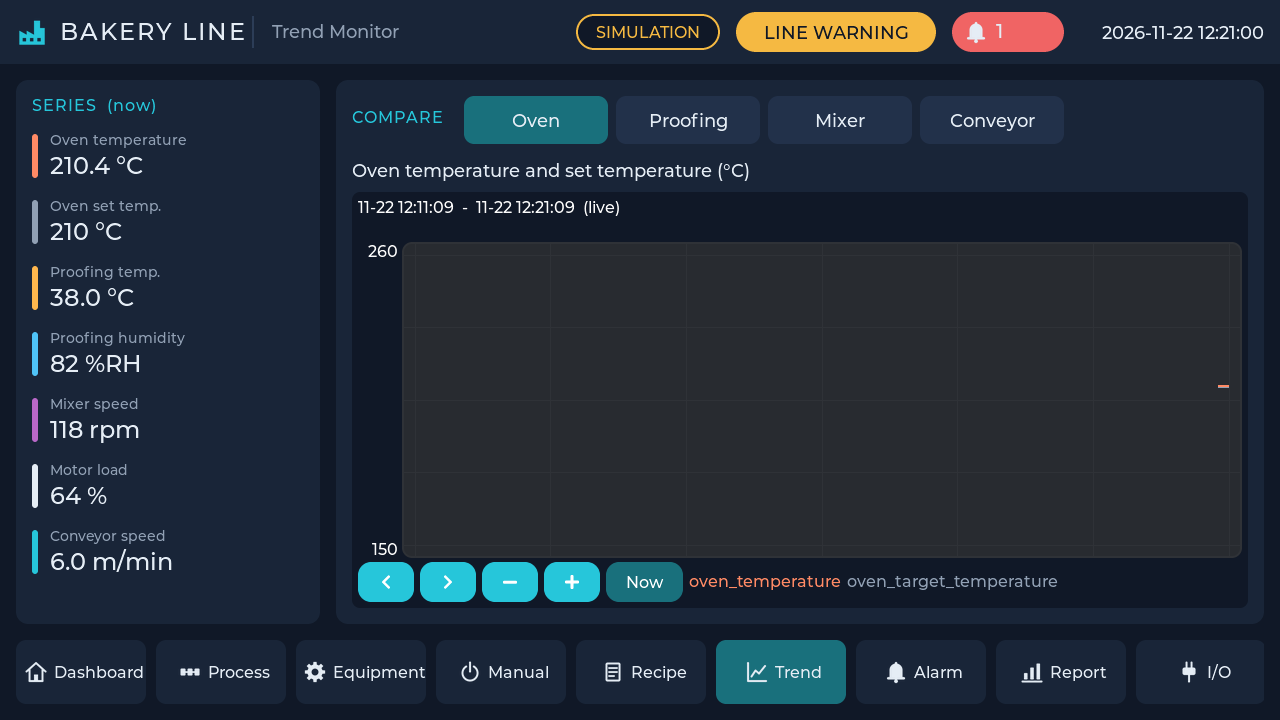 BAKERY LINE
Trend Monitor
SIMULATION
LINE WARNING
1
2026-11-22 12:21:00
SERIES (now)
Oven temperature
210.4 °C
Oven set temp.
210 °C
Proofing temp.
38.0 °C
Proofing humidity
82 %RH
Mixer speed
118 rpm
Motor load
64 %
Conveyor speed
6.0 m/min
COMPARE
Oven
Proofing
Mixer
Conveyor
Oven temperature and set temperature (°C)
11-22 12:11:09 - 11-22 12:21:09 (live)
260
150
Now
oven_temperature oven_target_temperature
Dashboard
Process
Equipment
Manual
Recipe
Trend
Alarm
Report
I/O